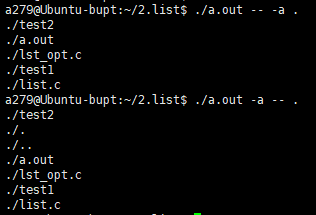 a279@Ubuntu-bupt:~/2.list$ ./a.out -- -a .
./test2
./a.out
./lst_opt.c
./test1
./list.c
a279@Ubuntu-bupt:~/2.list$ ./a.out -a -- .
./test2
./.
./..
./a.out
./lst_opt.c
./test1
./list.c